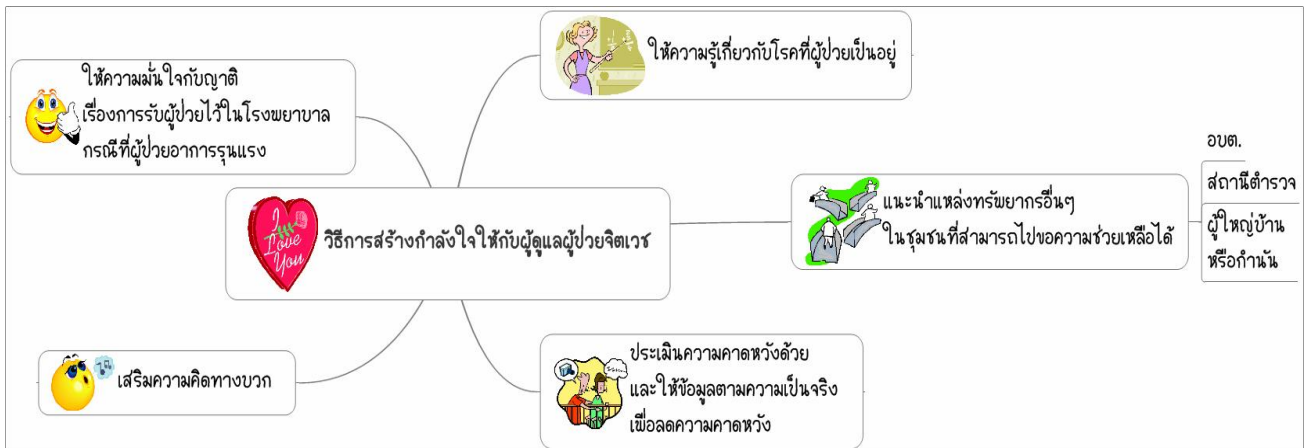 ให้ความรู้เกี่ยวกับโรคที่ผู้ป่วยเป็นอยู่
ให้ความมั่นใจกับญาติ
เรื่องการรับผู้ป่วยไว้ในโรงพยาบาล
กรณีที่ผู้ป่วยอาการรุนแรง
I
Love
You
วิธีการสร้างกำลังใจให้กับผู้ดูแลผู้ป่วยจิตเวช
แนะนำแหล่งทรัพยากรอื่นๆ
ในชุมชนที่สามารถไปขอความช่วยเหลือได้
อบต.
สถานีตำรวจ
ผู้ใหญ่บ้าน
หรือกำนัน
เสริมความคิดทางบวก
ประเมินความคาดหวังด้วย
และให้ข้อมูลตามความเป็นจริง
เพื่อลดความคาดหวัง